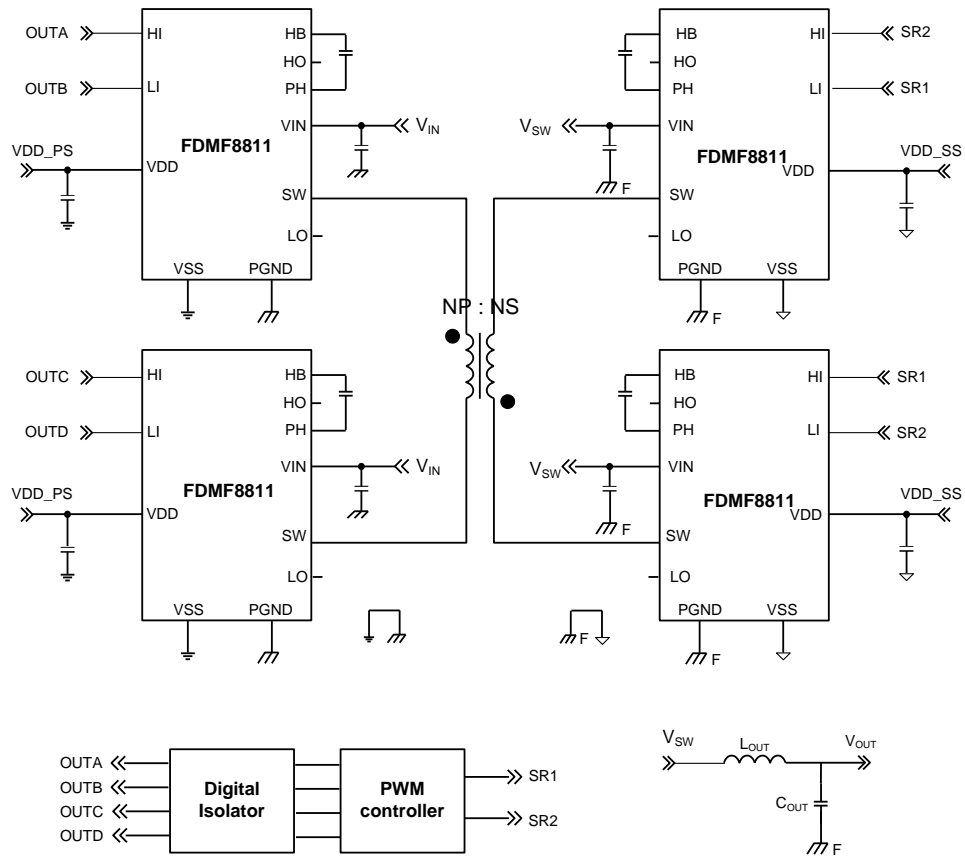 OUTA
HI
HB
HO
OUTB
LI
PH
VIN
V_IN
FDMF8811
VDD_PS
VDD
SW
LO
VSS
PGND
HB
HI
SR2
HO
PH
LI
SR1
V_SW
VIN
FDMF8811
VDD
VDD_SS
F
SW
LO
PGND
VSS
F
NP : NS
OUTC
HI
HB
HO
OUTD
LI
PH
VIN
V_IN
FDMF8811
VDD_PS
VDD
SW
LO
VSS
PGND
HB
HI
SR1
HO
PH
LI
SR2
V_SW
VIN
FDMF8811
VDD
VDD_SS
F
SW
LO
PGND
VSS
F
F
OUTA
OUTB
OUTC
OUTD
Digital
Isolator
PWM
controller
SR1
SR2
V_SW
L_OUT
V_OUT
C_OUT
F